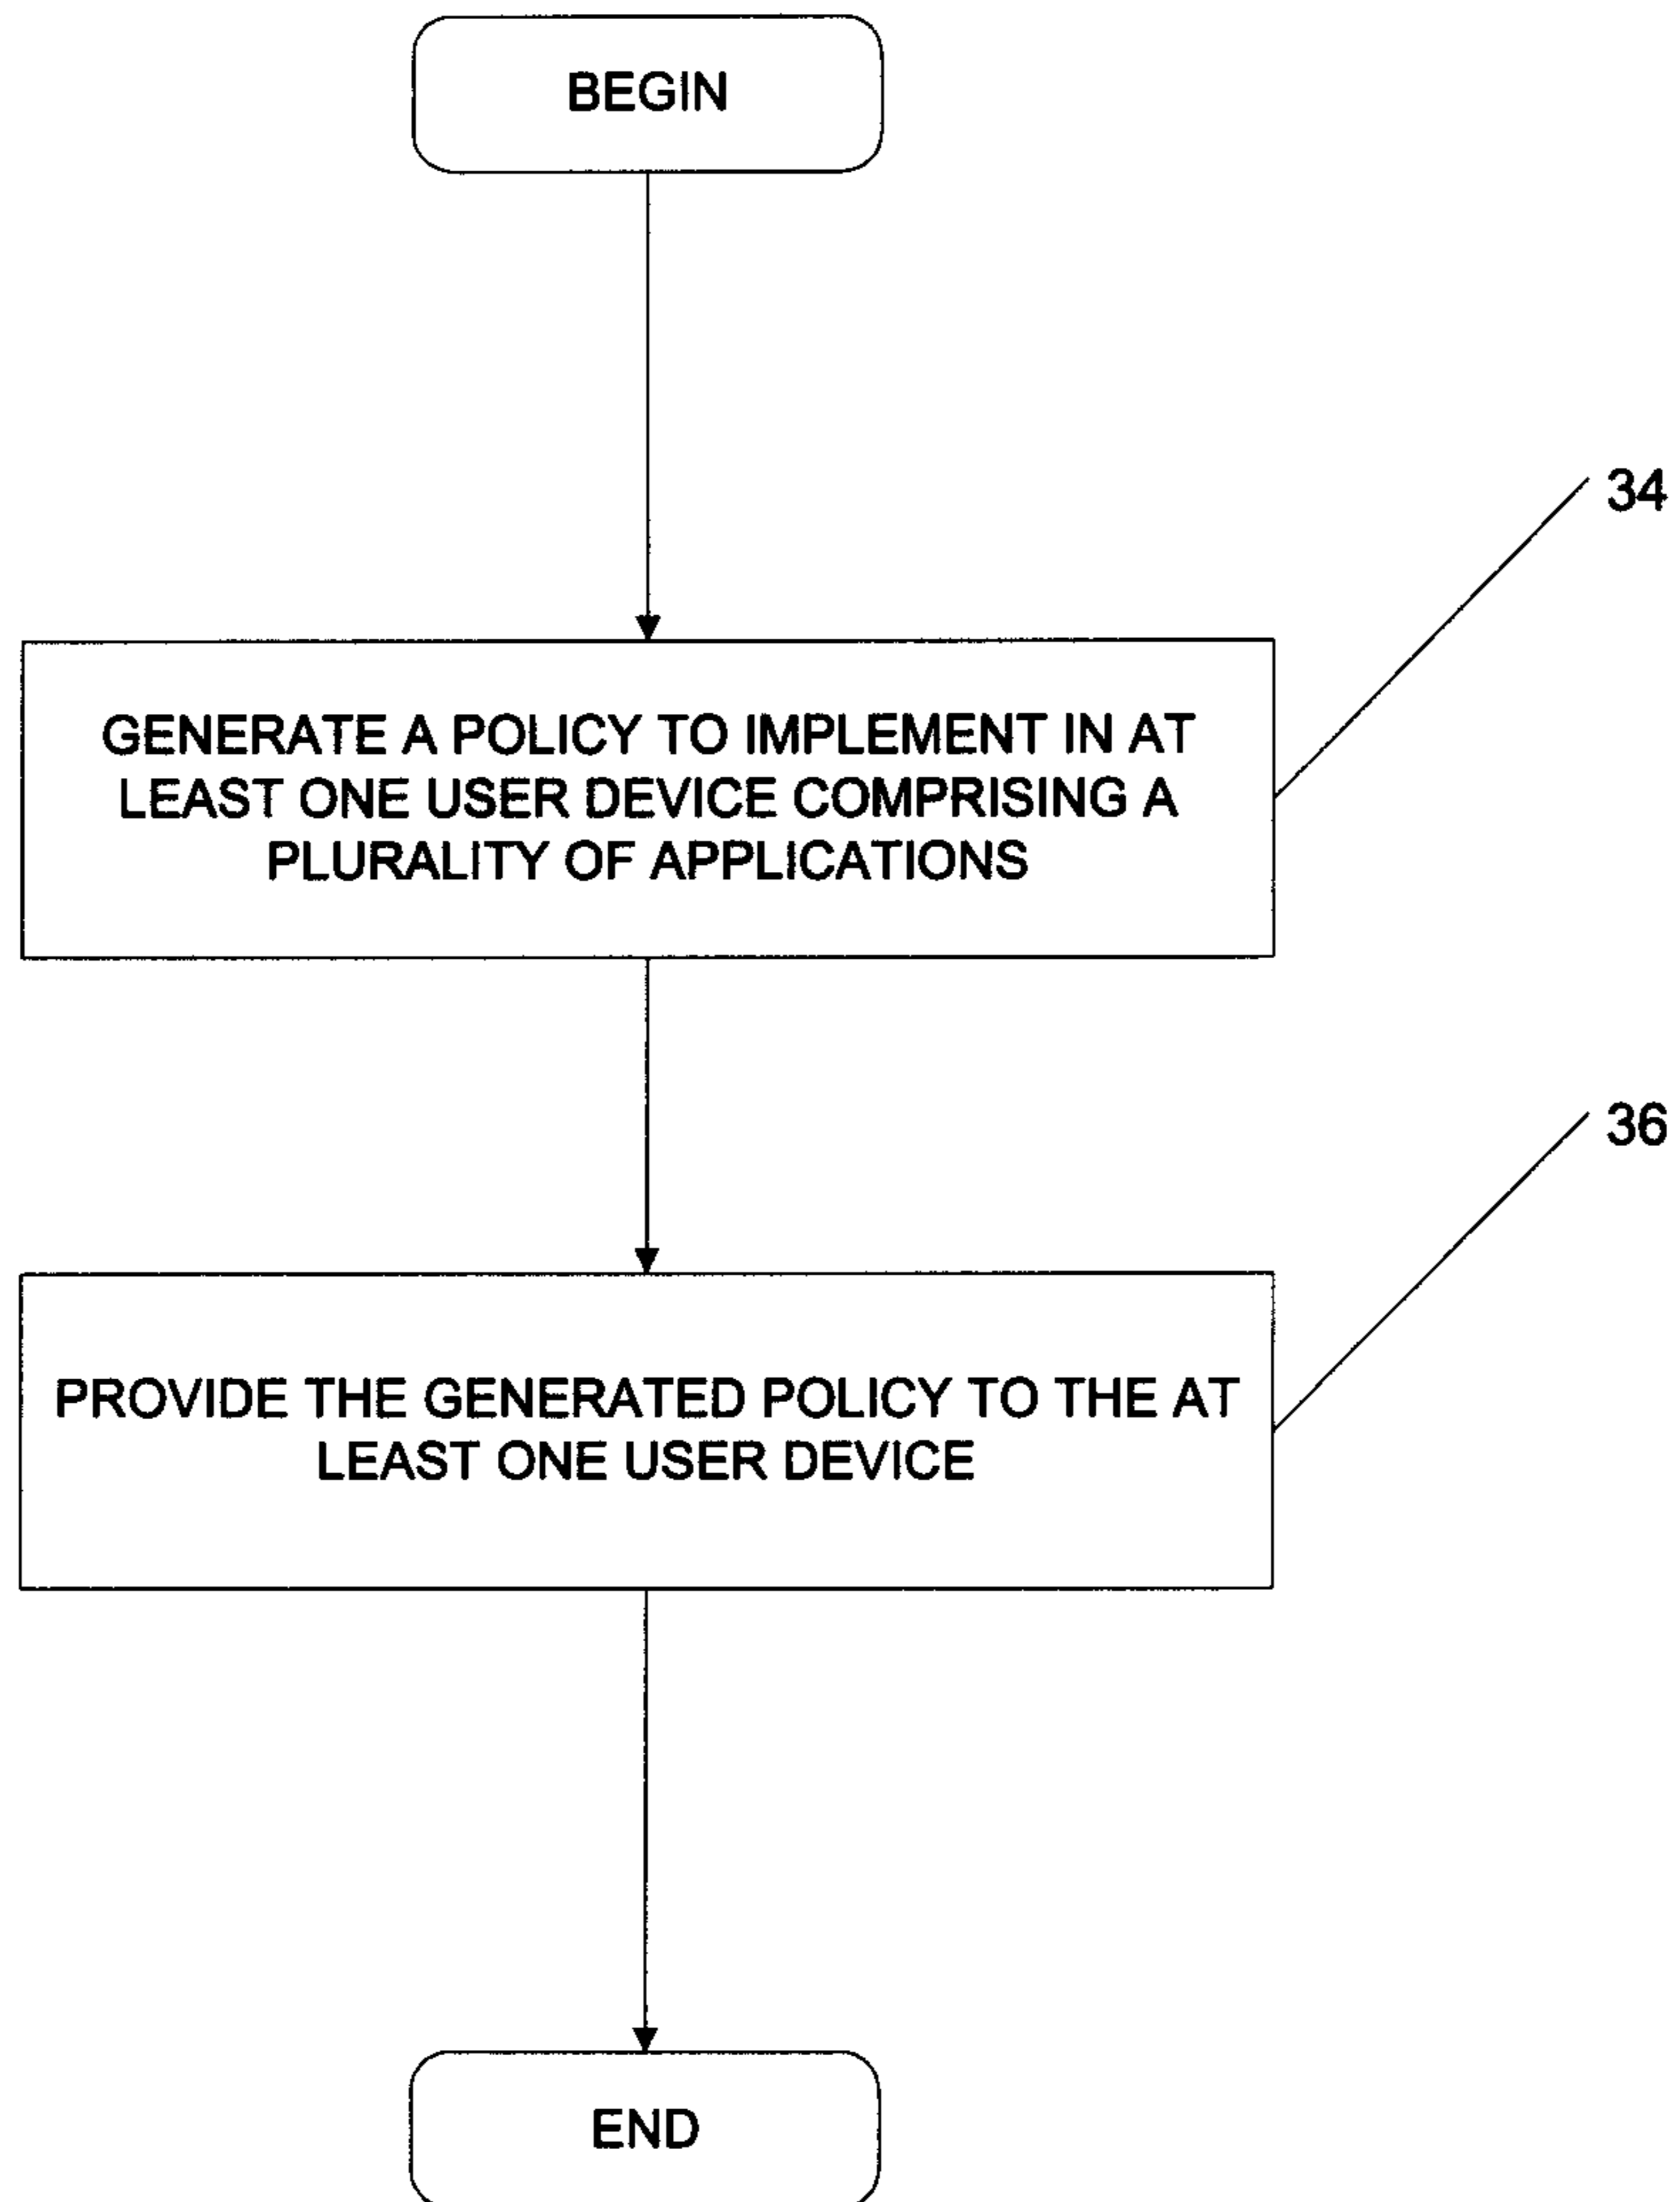 BEGIN
34
GENERATE A POLICY TO IMPLEMENT IN AT
LEAST ONE USER DEVICE COMPRISING A
PLURALITY OF APPLICATIONS
36
PROVIDE THE GENERATED POLICY TO THE AT
LEAST ONE USER DEVICE
END